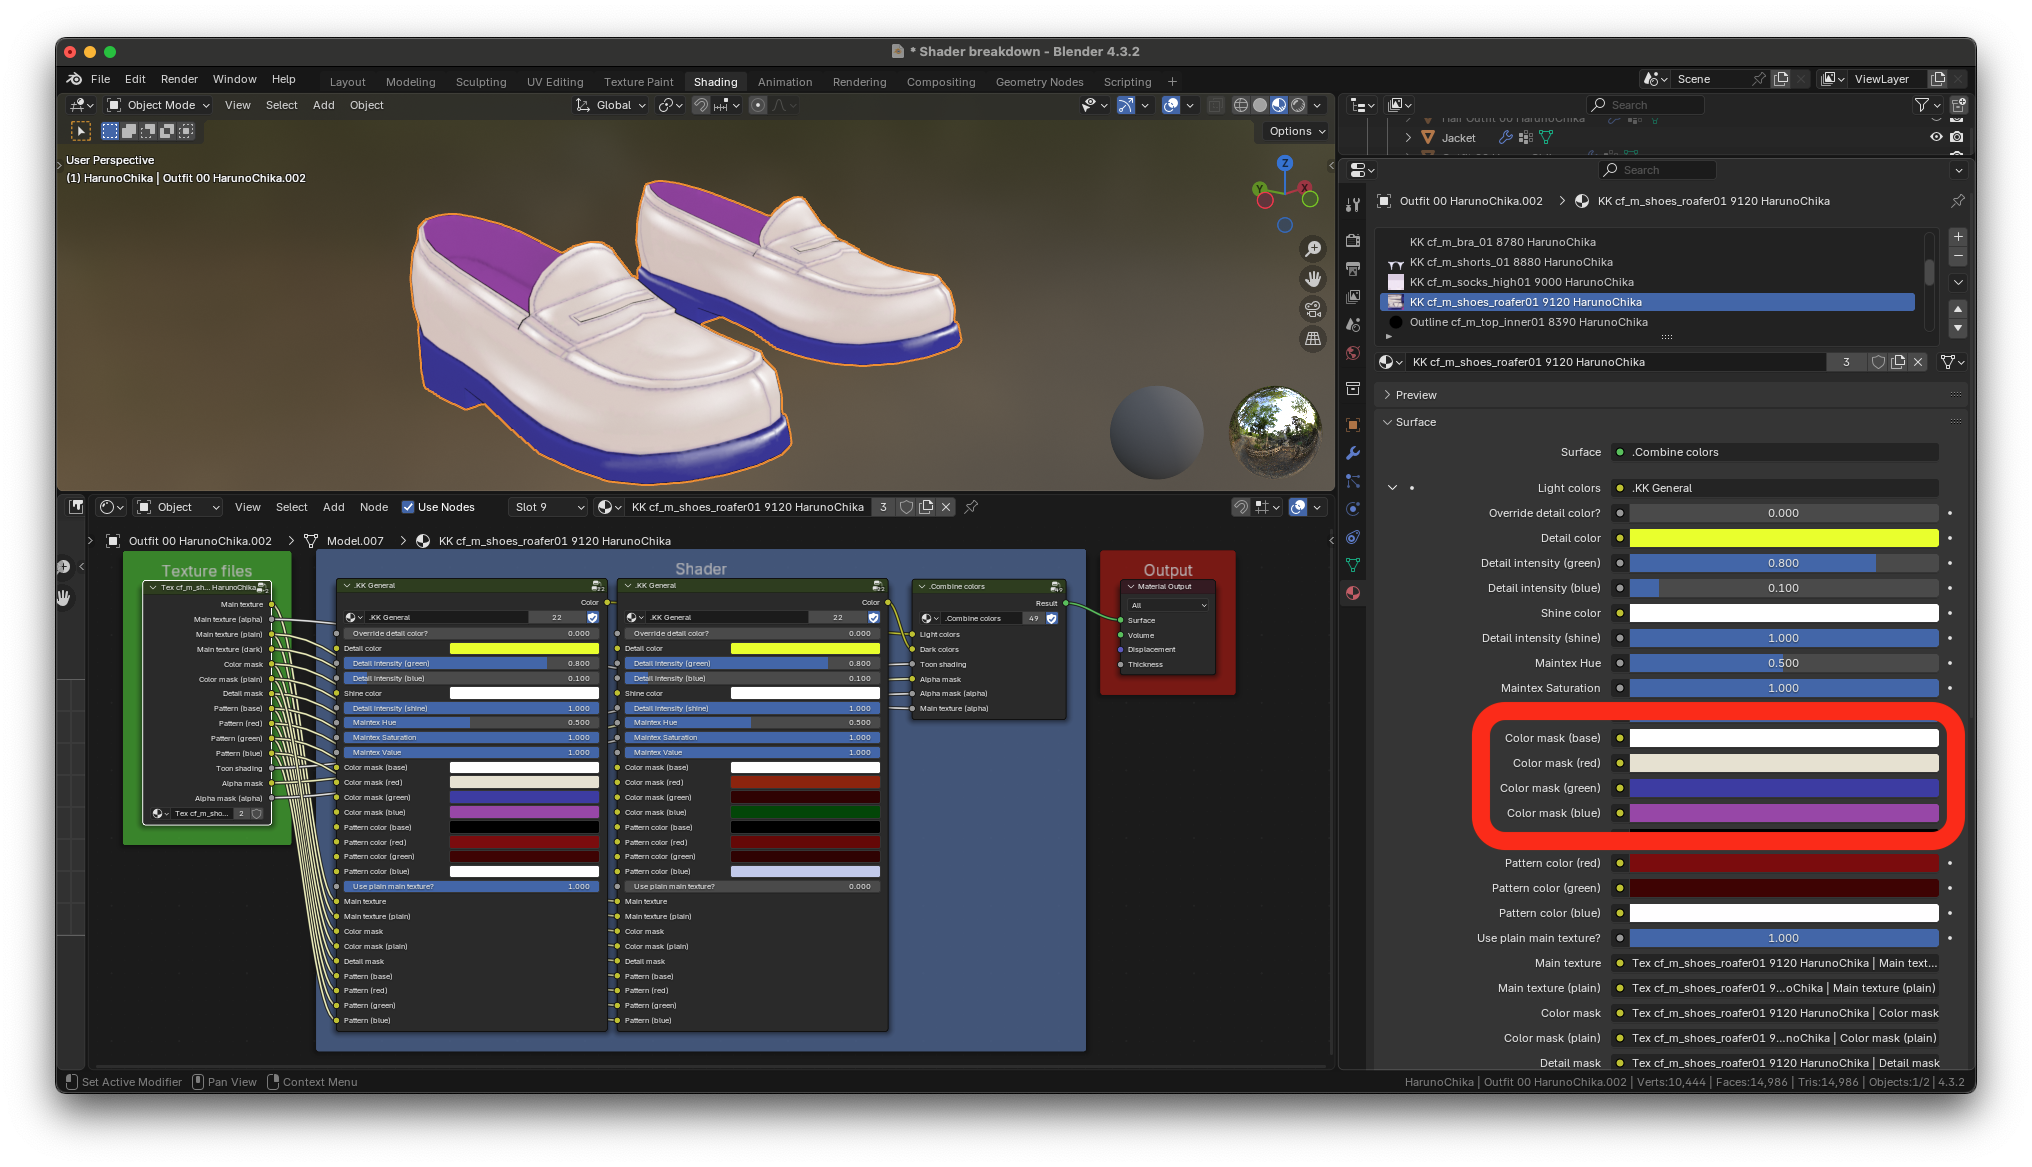 * Shader breakdown - Blender 4.3.2
File Edit Render Window Help Layout Modeling Sculpting UV Editing Texture Paint Shading Animation Rendering Compositing Geometry Nodes Scripting + Scene ViewLayer
Object Mode View Select Add Object Global
Options
User Perspective
(1) HarunoChika | Outfit 00 HarunoChika.002
Z
Y
X
Object View Select Add Node Use Nodes Slot 9 KK cf_m_shoes_roafer01 9120 HarunoChika 3
Outfit 00 HarunoChika.002 > Model.007 > KK cf_m_shoes_roafer01 9120 HarunoChika
Texture files
Tex cf_m_sh... HarunoChika
Main texture
Main texture (alpha)
Main texture (plain)
Main texture (dark)
Color mask
Color mask (plain)
Detail mask
Pattern (base)
Pattern (red)
Pattern (green)
Pattern (blue)
Toon shading
Alpha mask
Alpha mask (alpha)
Tex cf_m_sho... 2
Shader
.KK General
Color
.KK General 22
Override detail color? 0.000
Detail color
Detail intensity (green) 0.800
Detail intensity (blue) 0.100
Shine color
Detail intensity (shine) 1.000
Maintex Hue 0.500
Maintex Saturation 1.000
Maintex Value 1.000
Color mask (base)
Color mask (red)
Color mask (green)
Color mask (blue)
Pattern color (base)
Pattern color (red)
Pattern color (green)
Pattern color (blue)
Use plain main texture? 1.000
Main texture
Main texture (plain)
Color mask
Color mask (plain)
Detail mask
Pattern (base)
Pattern (red)
Pattern (green)
Pattern (blue)
.KK General
Color
.KK General 22
Override detail color? 0.000
Detail color
Detail intensity (green) 0.800
Detail intensity (blue) 0.100
Shine color
Detail intensity (shine) 1.000
Maintex Hue 0.500
Maintex Saturation 1.000
Maintex Value 1.000
Color mask (base)
Color mask (red)
Color mask (green)
Color mask (blue)
Pattern color (base)
Pattern color (red)
Pattern color (green)
Pattern color (blue)
Use plain main texture? 0.000
Main texture
Main texture (plain)
Color mask
Color mask (plain)
Detail mask
Pattern (base)
Pattern (red)
Pattern (green)
Pattern (blue)
.Combine colors
Result
.Combine colors 49
Light colors
Dark colors
Toon shading
Alpha mask
Alpha mask (alpha)
Main texture (alpha)
Output
Material Output
All
Surface
Volume
Displacement
Thickness
Search
Hair Outfit 00 HarunoChika
Jacket
Search
Outfit 00 HarunoChika.002 > KK cf_m_shoes_roafer01 9120 HarunoChika
KK cf_m_bra_01 8780 HarunoChika
KK cf_m_shorts_01 8880 HarunoChika
KK cf_m_socks_high01 9000 HarunoChika
KK cf_m_shoes_roafer01 9120 HarunoChika
Outline cf_m_top_inner01 8390 HarunoChika
KK cf_m_shoes_roafer01 9120 HarunoChika 3
Preview
Surface
Surface .Combine colors
Light colors .KK General
Override detail color? 0.000
Detail color
Detail intensity (green) 0.800
Detail intensity (blue) 0.100
Shine color
Detail intensity (shine) 1.000
Maintex Hue 0.500
Maintex Saturation 1.000
Color mask (base)
Color mask (red)
Color mask (green)
Color mask (blue)
Pattern color (red)
Pattern color (green)
Pattern color (blue)
Use plain main texture? 1.000
Main texture Tex cf_m_shoes_roafer01 9120 HarunoChika | Main text...
Main texture (plain) Tex cf_m_shoes_roafer01 9...oChika | Main texture (plain)
Color mask Tex cf_m_shoes_roafer01 9120 HarunoChika | Color mask
Color mask (plain) Tex cf_m_shoes_roafer01 9...noChika | Color mask (plain)
Detail mask Tex cf_m_shoes_roafer01 9120 HarunoChika | Detail mask
Set Active Modifier Pan View Context Menu HarunoChika | Outfit 00 HarunoChika.002 | Verts:10,444 | Faces:14,986 | Tris:14,986 | Objects:1/2 | 4.3.2